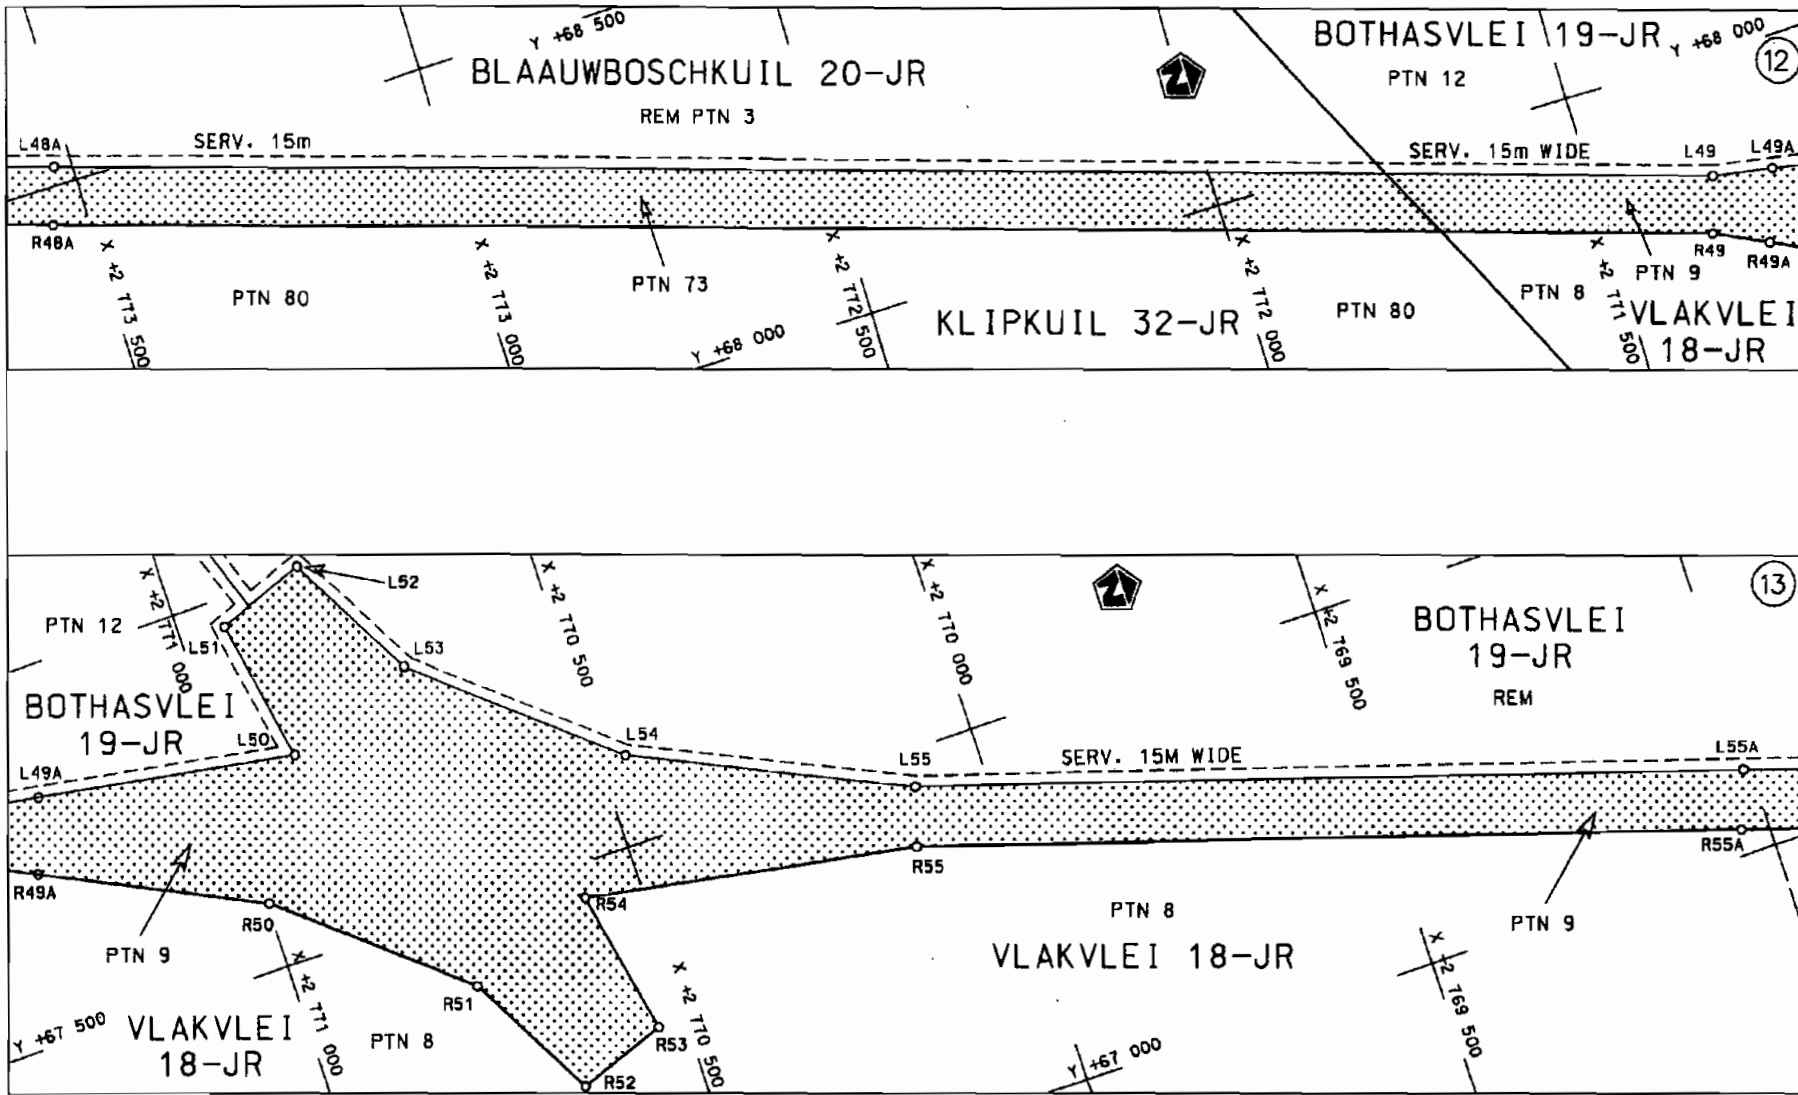 Y +68 500
BOTHASVLEI 19-JR
Y +68 000
12
BLAAUWBOSCHKUIL 20-JR
PTN 12
REM PTN 3
L48A
SERV. 15m
SERV. 15m WIDE
L49
L49A
R48A
R49
R49A
X +2 773 500
X +2 773 000
X +2 772 500
X +2 772 000
X +2 771 500
PTN 80
PTN 73
PTN 80
PTN 8
PTN 9
KLIPKUIL 32-JR
VLAKVLEI
18-JR
Y +68 000
X +2 771 000
X +2 770 500
X +2 770 000
X +2 769 500
13
L52
PTN 12
L51
L53
BOTHASVLEI
19-JR
REM
BOTHASVLEI
19-JR
L50
L54
L49A
L55
SERV. 15M WIDE
L55A
R49A
R50
R54
R55
R55A
PTN 9
PTN 8
PTN 9
VLAKVLEI 18-JR
R51
X +2 771 000
X +2 770 500
X +2 769 500
Y +67 500
VLAKVLEI
18-JR
PTN 8
R53
R52
Y +67 000